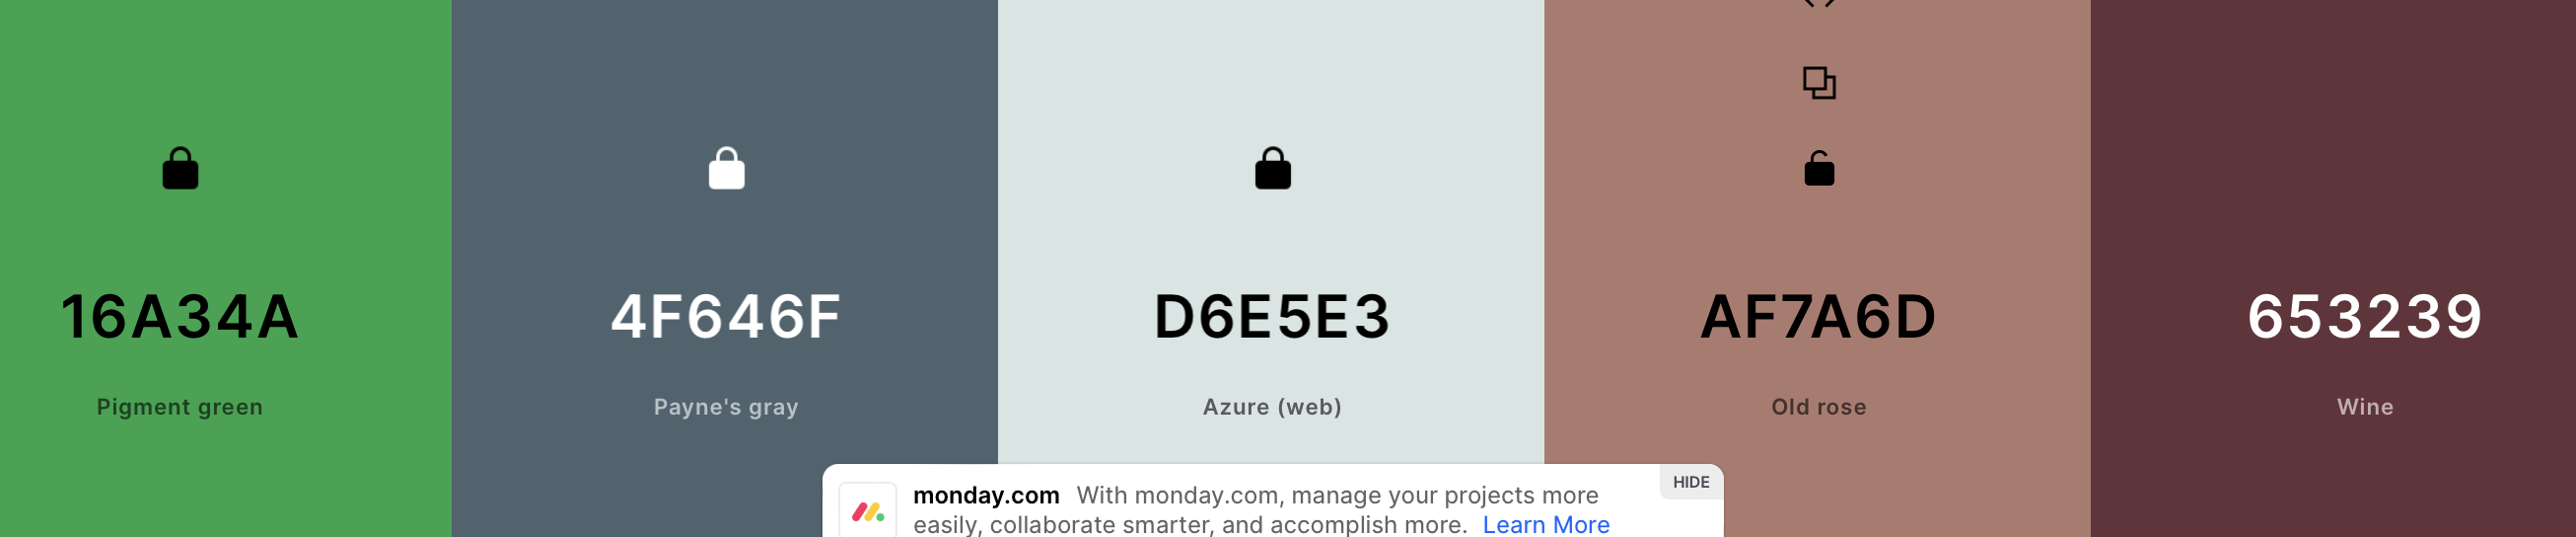 16A34A
Pigment green
4F646F
Payne's gray
D6E5E3
Azure (web)
AF7A6D
Old rose
653239
Wine
monday.com With monday.com, manage your projects more
easily, collaborate smarter, and accomplish more. Learn More
HIDE